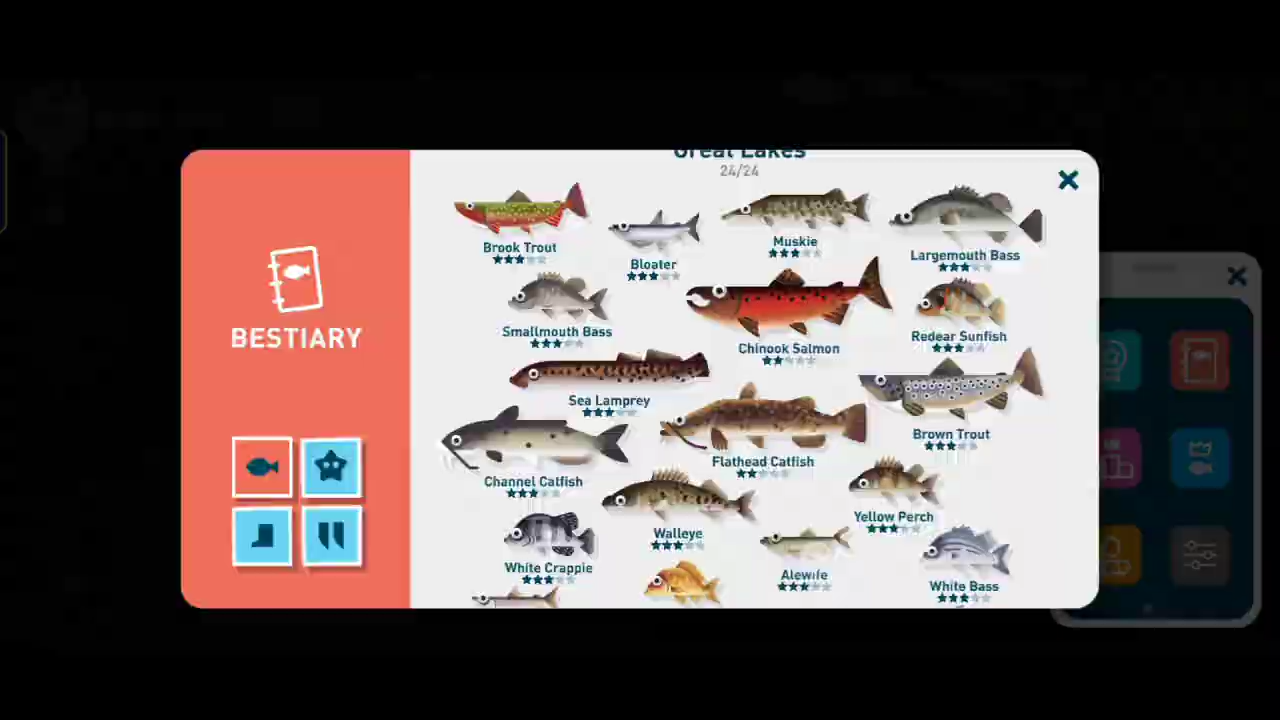 Great Lakes
24/24
Brook Trout
Bloater
Muskie
Largemouth Bass
Smallmouth Bass
Chinook Salmon
Redear Sunfish
BESTIARY
Sea Lamprey
Brown Trout
Channel Catfish
Flathead Catfish
Walleye
Yellow Perch
White Crappie
Alewife
White Bass